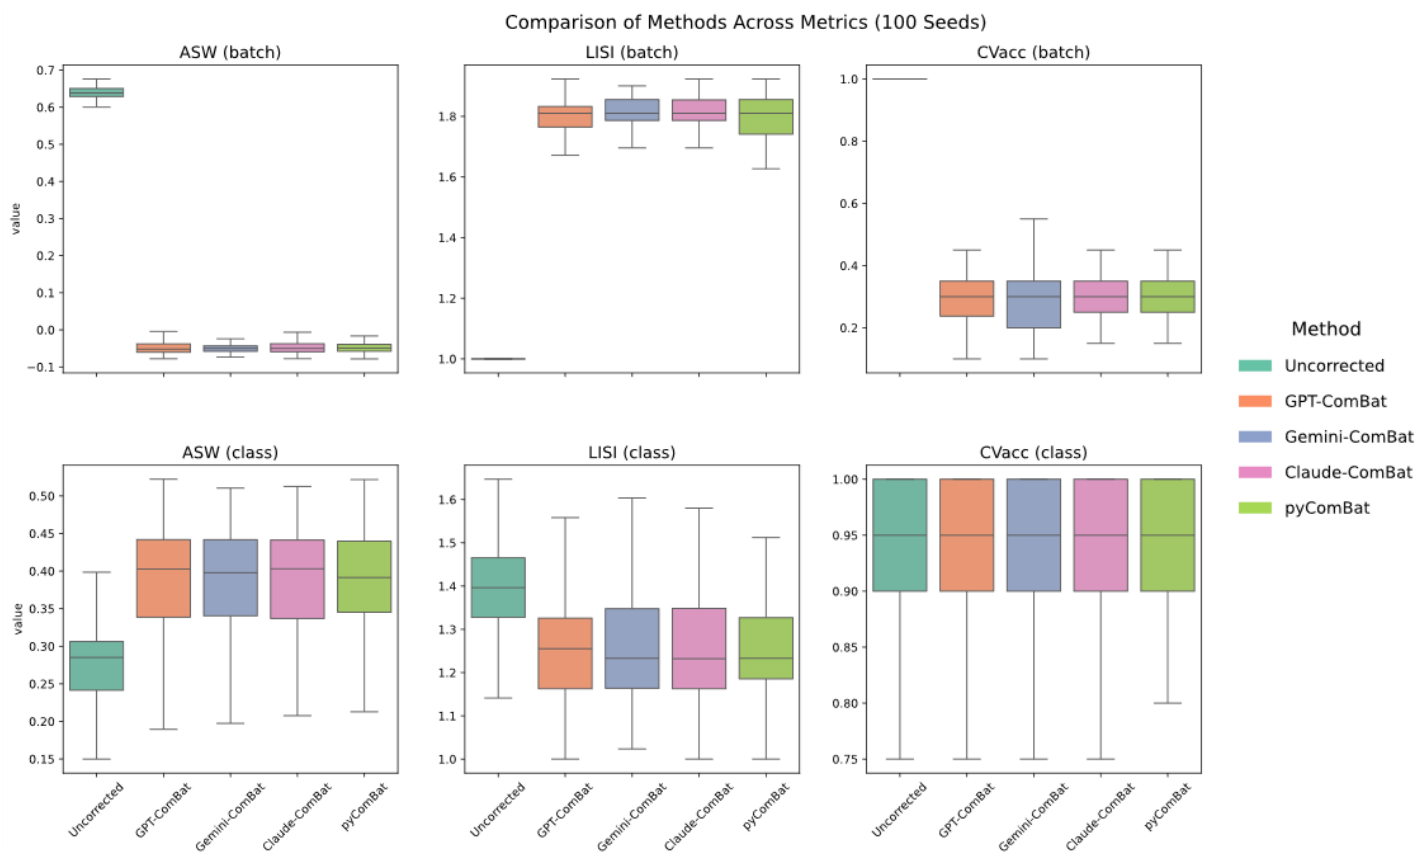 Comparison of Methods Across Metrics (100 Seeds)
ASW (batch)
LISI (batch)
CVacc (batch)
value
0.7
0.6
0.5
0.4
0.3
0.2
0.1
0.0
−0.1
1.8
1.6
1.4
1.2
1.0
1.0
0.8
0.6
0.4
0.2
Method
Uncorrected
GPT-ComBat
Gemini-ComBat
Claude-ComBat
pyComBat
ASW (class)
LISI (class)
CVacc (class)
value
0.50
0.45
0.40
0.35
0.30
0.25
0.20
0.15
1.6
1.5
1.4
1.3
1.2
1.1
1.0
1.00
0.95
0.90
0.85
0.80
0.75
Uncorrected
GPT-ComBat
Gemini-ComBat
Claude-ComBat
pyComBat
Uncorrected
GPT-ComBat
Gemini-ComBat
Claude-ComBat
pyComBat
Uncorrected
GPT-ComBat
Gemini-ComBat
Claude-ComBat
pyComBat